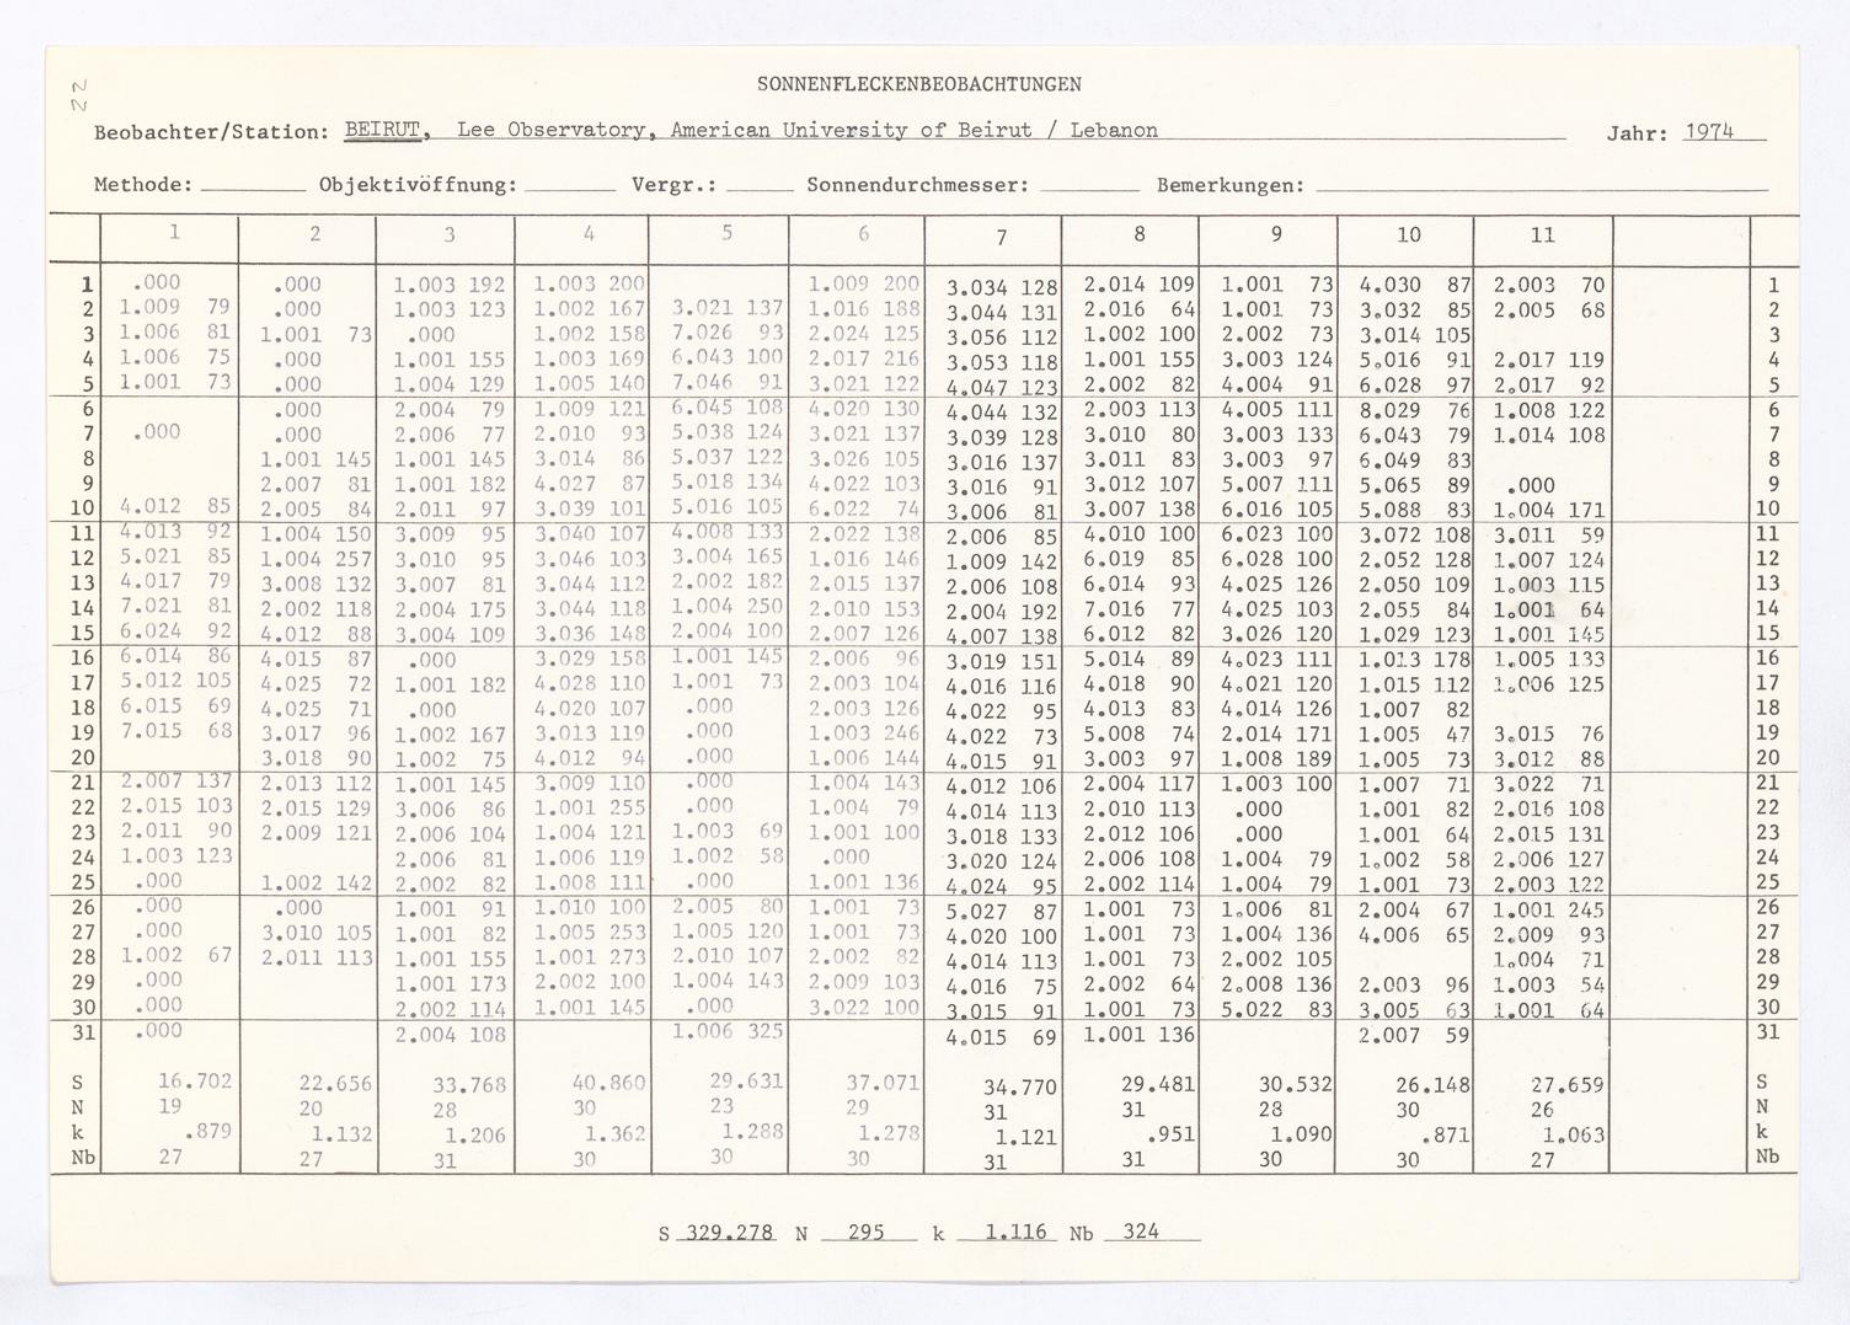 22
SONNENFLECKENBEOBACHTUNGEN
Beobachter/Station: BEIRUT, Lee Observatory, American University of Beirut / Lebanon Jahr: 1974
Methode: Objektivöffnung: Vergr.: Sonnendurchmesser: Bemerkungen:
1 2 3 4 5 6 7 8 9 10 11
1 .000 .000 1.003 192 1.003 200 1.009 200 3.034 128 2.014 109 1.001 73 4.030 87 2.003 70 1
2 1.009 79 .000 1.003 123 1.002 167 3.021 137 1.016 188 3.044 131 2.016 64 1.001 73 3.032 85 2.005 68 2
3 1.006 81 1.001 73 .000 1.002 158 7.026 93 2.024 125 3.056 112 1.002 100 2.002 73 3.014 105 3
4 1.006 75 .000 1.001 155 1.003 169 6.043 100 2.017 216 3.053 118 1.001 155 3.003 124 5.016 91 2.017 119 4
5 1.001 73 .000 1.004 129 1.005 140 7.046 91 3.021 122 4.047 123 2.002 82 4.004 91 6.028 97 2.017 92 5
6 .000 2.004 79 1.009 121 6.045 108 4.020 130 4.044 132 2.003 113 4.005 111 8.029 76 1.008 122 6
7 .000 .000 2.006 77 2.010 93 5.038 124 3.021 137 3.039 128 3.010 80 3.003 133 6.043 79 1.014 108 7
8 1.001 145 1.001 145 3.014 86 5.037 122 3.026 105 3.016 137 3.011 83 3.003 97 6.049 83 8
9 2.007 81 1.001 182 4.027 87 5.018 134 4.022 103 3.016 91 3.012 107 5.007 111 5.065 89 .000 9
10 4.012 85 2.005 84 2.011 97 3.039 101 5.016 105 6.022 74 3.006 81 3.007 138 6.016 105 5.088 83 1.004 171 10
11 4.013 92 1.004 150 3.009 95 3.040 107 4.008 133 2.022 138 2.006 85 4.010 100 6.023 100 3.072 108 3.011 59 11
12 5.021 85 1.004 257 3.010 95 3.046 103 3.004 165 1.016 146 1.009 142 6.019 85 6.028 100 2.052 128 1.007 124 12
13 4.017 79 3.008 132 3.007 81 3.044 112 2.002 182 2.015 137 2.006 108 6.014 93 4.025 126 2.050 109 1.003 115 13
14 7.021 81 2.002 118 2.004 175 3.044 118 1.004 250 2.010 153 2.004 192 7.016 77 4.025 103 2.055 84 1.001 64 14
15 6.024 92 4.012 88 3.004 109 3.036 148 2.004 100 2.007 126 4.007 138 6.012 82 3.026 120 1.029 123 1.001 145 15
16 6.014 86 4.015 87 .000 3.029 158 1.001 145 2.006 96 3.019 151 5.014 89 4.023 111 1.013 178 1.005 133 16
17 5.012 105 4.025 72 1.001 182 4.028 110 1.001 73 2.003 104 4.016 116 4.018 90 4.021 120 1.015 112 1.006 125 17
18 6.015 69 4.025 71 .000 4.020 107 .000 2.003 126 4.022 95 4.013 83 4.014 126 1.007 82 18
19 7.015 68 3.017 96 1.002 167 3.013 119 .000 1.003 246 4.022 73 5.008 74 2.014 171 1.005 47 3.015 76 19
20 3.018 90 1.002 75 4.012 94 .000 1.006 144 4.015 91 3.003 97 1.008 189 1.005 73 3.012 88 20
21 2.007 137 2.013 112 1.001 145 3.009 110 .000 1.004 143 4.012 106 2.004 117 1.003 100 1.007 71 3.022 71 21
22 2.015 103 2.015 129 3.006 86 1.001 255 .000 1.004 79 4.014 113 2.010 113 .000 1.001 82 2.016 108 22
23 2.011 90 2.009 121 2.006 104 1.004 121 1.003 69 1.001 100 3.018 133 2.012 106 .000 1.001 64 2.015 131 23
24 1.003 123 2.006 81 1.006 119 1.002 58 .000 3.020 124 2.006 108 1.004 79 1.002 58 2.006 127 24
25 .000 1.002 142 2.002 82 1.008 111 .000 1.001 136 4.024 95 2.002 114 1.004 79 1.001 73 2.003 122 25
26 .000 .000 1.001 91 1.010 100 2.005 80 1.001 73 5.027 87 1.001 73 1.006 81 2.004 67 1.001 245 26
27 .000 3.010 105 1.001 82 1.005 253 1.005 120 1.001 73 4.020 100 1.001 73 1.004 136 4.006 65 2.009 93 27
28 1.002 67 2.011 113 1.001 155 1.001 273 2.010 107 2.002 82 4.014 113 1.001 73 2.002 105 1.004 71 28
29 .000 1.001 173 2.002 100 1.004 143 2.009 103 4.016 75 2.002 64 2.008 136 2.003 96 1.003 54 29
30 .000 2.002 114 1.001 145 .000 3.022 100 3.015 91 1.001 73 5.022 83 3.005 63 1.001 64 30
31 .000 2.004 108 1.006 325 4.015 69 1.001 136 2.007 59 31
S 16.702 22.656 33.768 40.860 29.631 37.071 34.770 29.481 30.532 26.148 27.659 S
N 19 20 28 30 23 29 31 31 28 30 26 N
k .879 1.132 1.206 1.362 1.288 1.278 1.121 .951 1.090 .871 1.063 k
Nb 27 27 31 30 30 30 31 31 30 30 27 Nb
S 329.278 N 295 k 1.116 Nb 324